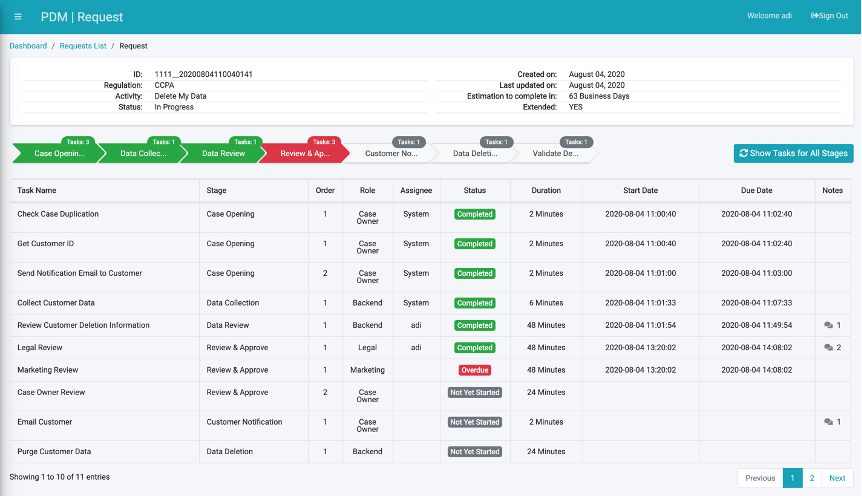 PDM | Request
Welcome adi
Sign Out
Dashboard / Requests List / Request
ID: 1111__20200804110040141
Regulation: CCPA
Activity: Delete My Data
Status: In Progress
Created on: August 04, 2020
Last updated on: August 04, 2020
Estimation to complete in: 63 Business Days
Extended: YES
Tasks: 3
Case Openin...
Tasks: 1
Data Collec...
Tasks: 1
Data Review
Tasks: 3
Review & Ap...
Tasks: 1
Customer No...
Tasks: 1
Data Deleti...
Tasks: 1
Validate De...
Show Tasks for All Stages
Task Name Stage Order Role Assignee Status Duration Start Date Due Date Notes
Check Case Duplication Case Opening 1 Case Owner System Completed 2 Minutes 2020-08-04 11:00:40 2020-08-04 11:02:40
Get Customer ID Case Opening 1 Case Owner System Completed 2 Minutes 2020-08-04 11:00:40 2020-08-04 11:02:40
Send Notification Email to Customer Case Opening 2 Case Owner System Completed 2 Minutes 2020-08-04 11:01:00 2020-08-04 11:03:00
Collect Customer Data Data Collection 1 Backend System Completed 6 Minutes 2020-08-04 11:01:33 2020-08-04 11:07:33
Review Customer Deletion Information Data Review 1 Backend adi Completed 48 Minutes 2020-08-04 11:01:54 2020-08-04 11:49:54 1
Legal Review Review & Approve 1 Legal adi Completed 48 Minutes 2020-08-04 13:20:02 2020-08-04 14:08:02 2
Marketing Review Review & Approve 1 Marketing Overdue 48 Minutes 2020-08-04 13:20:02 2020-08-04 14:08:02
Case Owner Review Review & Approve 2 Case Owner Not Yet Started 24 Minutes
Email Customer Customer Notification 1 Case Owner Not Yet Started 2 Minutes 1
Purge Customer Data Data Deletion 1 Backend Not Yet Started 24 Minutes
Showing 1 to 10 of 11 entries
Previous 1 2 Next